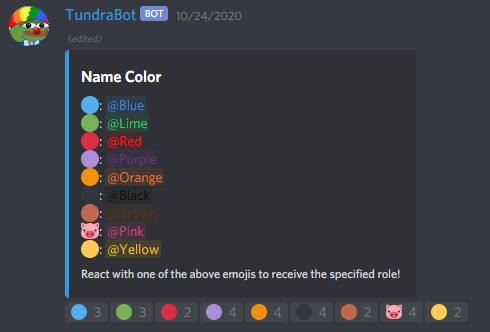 TundraBot BOT 10/24/2020
(edited)
Name Color
: @Blue
: @Lime
: @Red
: @Purple
: @Orange
: @Black
: @Brown
: @Pink
: @Yellow
React with one of the above emojis to receive the specified role!
3 3 2 4 4 4 2 4 2